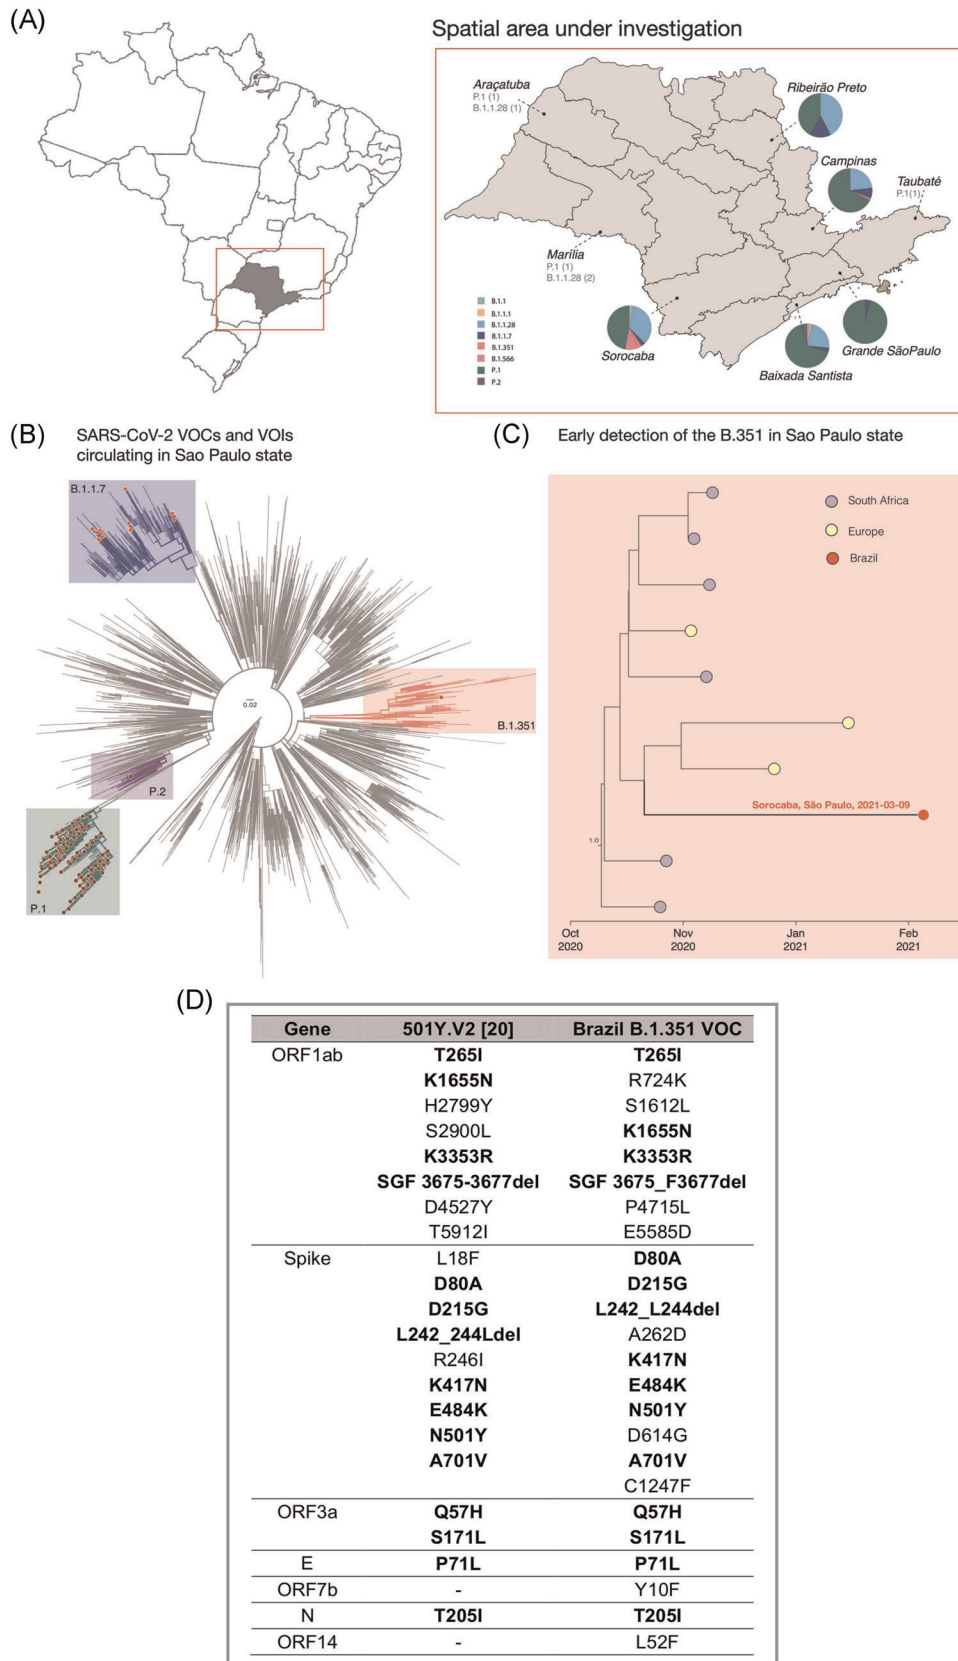 (A)
Spatial area under investigation
Araçatuba
P.1 (1)
B.1.1.28 (1)
Ribeirão Preto
Campinas
Taubaté
P.1(1)
Marília
P.1 (1)
B.1.1.28 (2)
B.1.1
B.1.1.1
B.1.1.28
B.1.1.7
B.1.351
B.1.566
P.1
P.2
Sorocaba
Grande SãoPaulo
Baixada Santista
(B)
SARS-CoV-2 VOCs and VOIs
circulating in Sao Paulo state
B.1.1.7
0.02
B.1.351
P.2
P.1
(C)
Early detection of the B.351 in Sao Paulo state
South Africa
Europe
Brazil
Sorocaba, São Paulo, 2021-03-09
1.0
Oct Nov Jan Feb
2020 2020 2021 2021
(D)
Gene 501Y.V2 [20] Brazil B.1.351 VOC
ORF1ab T265I T265I
K1655N R724K
H2799Y S1612L
S2900L K1655N
K3353R K3353R
SGF 3675-3677del SGF 3675_F3677del
D4527Y P4715L
T5912I E5585D
Spike L18F D80A
D80A D215G
D215G L242_L244del
L242_244Ldel A262D
R246I K417N
K417N E484K
E484K N501Y
N501Y D614G
A701V A701V
C1247F
ORF3a Q57H Q57H
S171L S171L
E P71L P71L
ORF7b - Y10F
N T205I T205I
ORF14 - L52F